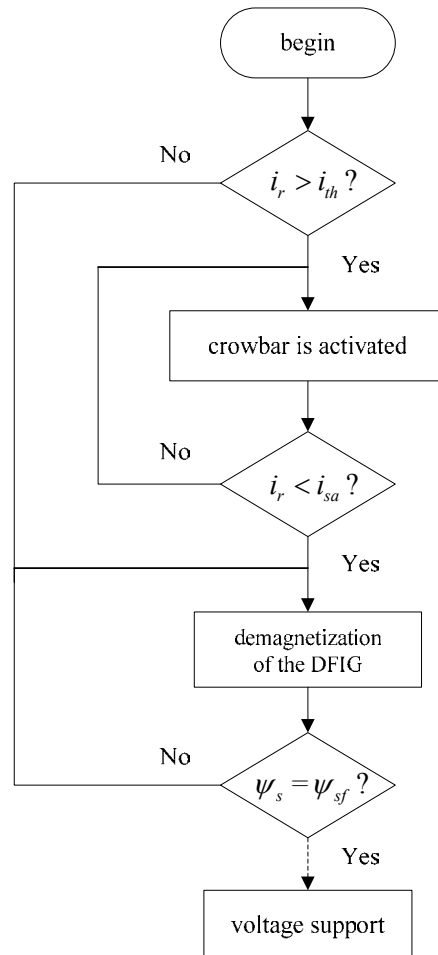 begin
No
i_r > i_th ?
Yes
crowbar is activated
No
i_r < i_sa ?
Yes
demagnetization
of the DFIG
No
ψ_s = ψ_sf ?
Yes
voltage support